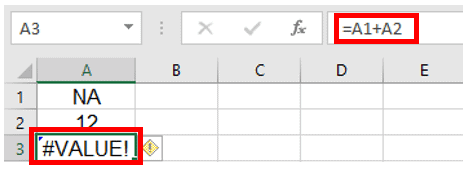 A3 fx =A1+A2
A B C D E
1 NA
2 12
3 #VALUE!